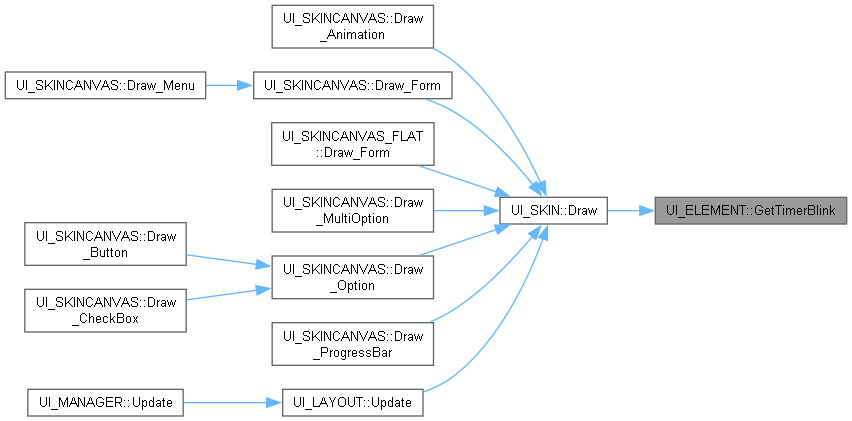 UI_SKINCANVAS::Draw
_Animation
UI_SKINCANVAS::Draw_Menu
UI_SKINCANVAS::Draw_Form
UI_SKINCANVAS_FLAT
::Draw_Form
UI_SKINCANVAS::Draw
_MultiOption
UI_SKIN::Draw
UI_ELEMENT::GetTimerBlink
UI_SKINCANVAS::Draw
_Button
UI_SKINCANVAS::Draw
_Option
UI_SKINCANVAS::Draw
_CheckBox
UI_SKINCANVAS::Draw
_ProgressBar
UI_MANAGER::Update
UI_LAYOUT::Update